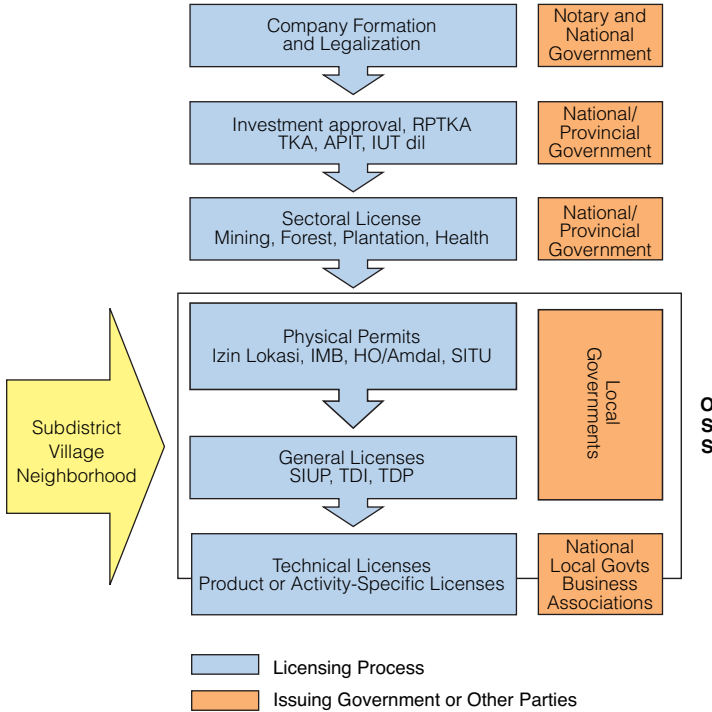 Company Formation
and Legalization
Notary and
National
Government
Investment approval, RPTKA
TKA, APIT, IUT dil
National/
Provincial
Government
Sectoral License
Mining, Forest, Plantation, Health
National/
Provincial
Government
Physical Permits
Izin Lokasi, IMB, HO/Amdal, SITU
Local
Governments
Subdistrict
Village
Neighborhood
General Licenses
SIUP, TDI, TDP
Technical Licenses
Product or Activity-Specific Licenses
National
Local Govts
Business
Associations
Licensing Process
Issuing Government or Other Parties